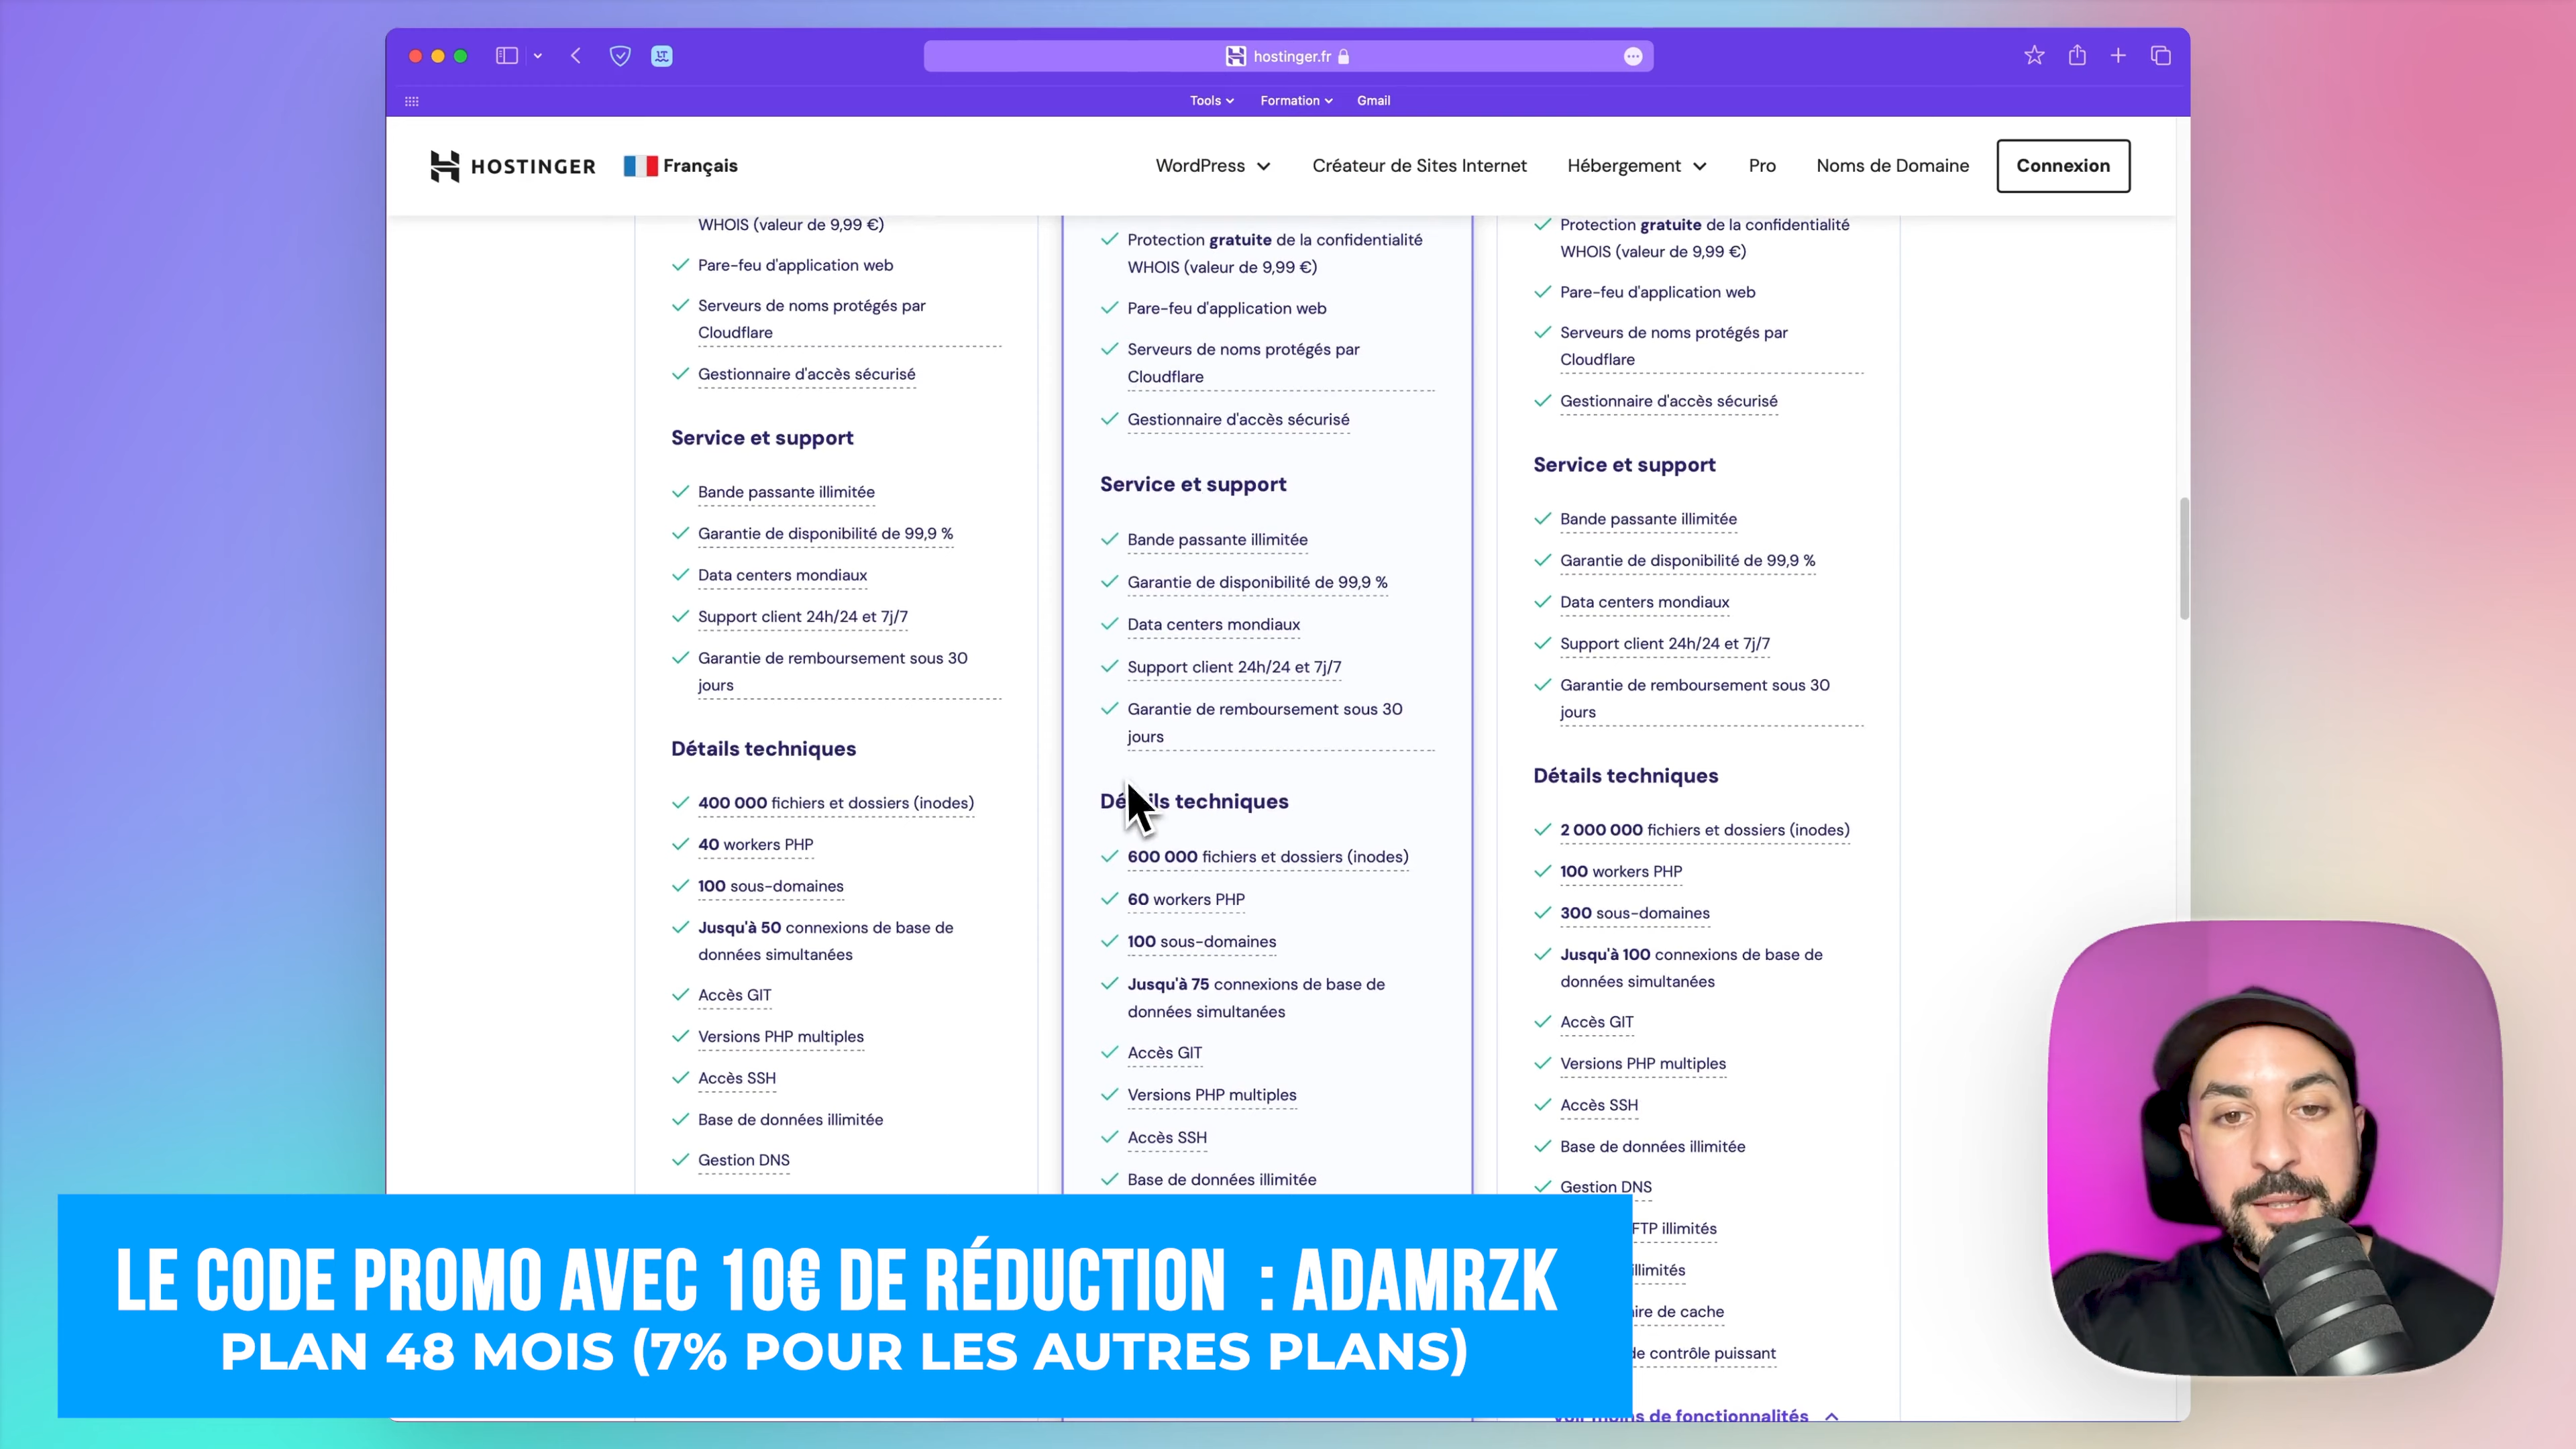 hostinger.fr
Tools
Formation
Gmail
HOSTINGER
Français
WordPress
Créateur de Sites Internet
Hébergement
Pro
Noms de Domaine
Connexion
WHOIS (valeur de 9,99 €)
Pare-feu d'application web
Serveurs de noms protégés par
Cloudflare
Gestionnaire d'accès sécurisé
Service et support
Bande passante illimitée
Garantie de disponibilité de 99,9 %
Data centers mondiaux
Support client 24h/24 et 7j/7
Garantie de remboursement sous 30
jours
Détails techniques
400 000 fichiers et dossiers (inodes)
40 workers PHP
100 sous-domaines
Jusqu'à 50 connexions de base de
données simultanées
Accès GIT
Versions PHP multiples
Accès SSH
Base de données illimitée
Gestion DNS
Protection gratuite de la confidentialité
WHOIS (valeur de 9,99 €)
Pare-feu d'application web
Serveurs de noms protégés par
Cloudflare
Gestionnaire d'accès sécurisé
Service et support
Bande passante illimitée
Garantie de disponibilité de 99,9 %
Data centers mondiaux
Support client 24h/24 et 7j/7
Garantie de remboursement sous 30
jours
Détails techniques
600 000 fichiers et dossiers (inodes)
60 workers PHP
100 sous-domaines
Jusqu'à 75 connexions de base de
données simultanées
Accès GIT
Versions PHP multiples
Accès SSH
Base de données illimitée
Protection gratuite de la confidentialité
WHOIS (valeur de 9,99 €)
Pare-feu d'application web
Serveurs de noms protégés par
Cloudflare
Gestionnaire d'accès sécurisé
Service et support
Bande passante illimitée
Garantie de disponibilité de 99,9 %
Data centers mondiaux
Support client 24h/24 et 7j/7
Garantie de remboursement sous 30
jours
Détails techniques
2 000 000 fichiers et dossiers (inodes)
100 workers PHP
300 sous-domaines
Jusqu'à 100 connexions de base de
données simultanées
Accès GIT
Versions PHP multiples
Accès SSH
Base de données illimitée
Gestion DNS
FTP illimités
illimités
de cache
de contrôle puissant
de fonctionnalités
LE CODE PROMO AVEC 10€ DE RÉDUCTION : ADAMRZK
PLAN 48 MOIS (7% POUR LES AUTRES PLANS)